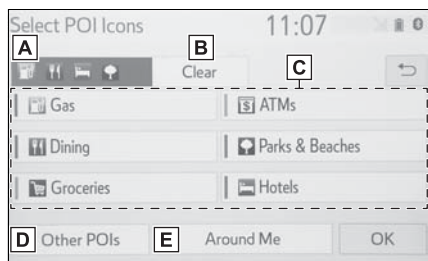 Select POI Icons 11:07
A
B
Clear
C
Gas
$ ATMs
Dining
Parks & Beaches
Groceries
Hotels
D Other POIs
E Around Me
OK